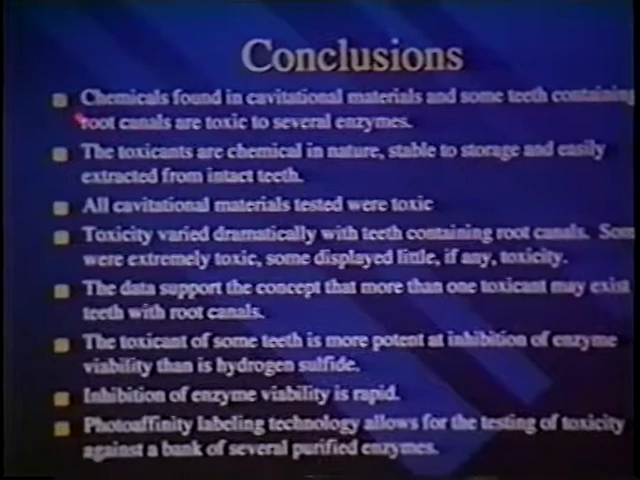 Conclusions
Chemicals found in cavitational materials and some teeth containing
root canals are toxic to several enzymes.
The toxicants are chemical in nature, stable to storage and easily
extracted from intact teeth.
All cavitational materials tested were toxic
Toxicity varied dramatically with teeth containing root canals. Som
were extremely toxic, some displayed little, if any, toxicity.
The data support the concept that more than one toxicant may exist
teeth with root canals.
The toxicant of some teeth is more potent at inhibition of enzyme
viability than is hydrogen sulfide.
Inhibition of enzyme viability is rapid.
Photoaffinity labeling technology allows for the testing of toxicity
against a bank of several purified enzymes.